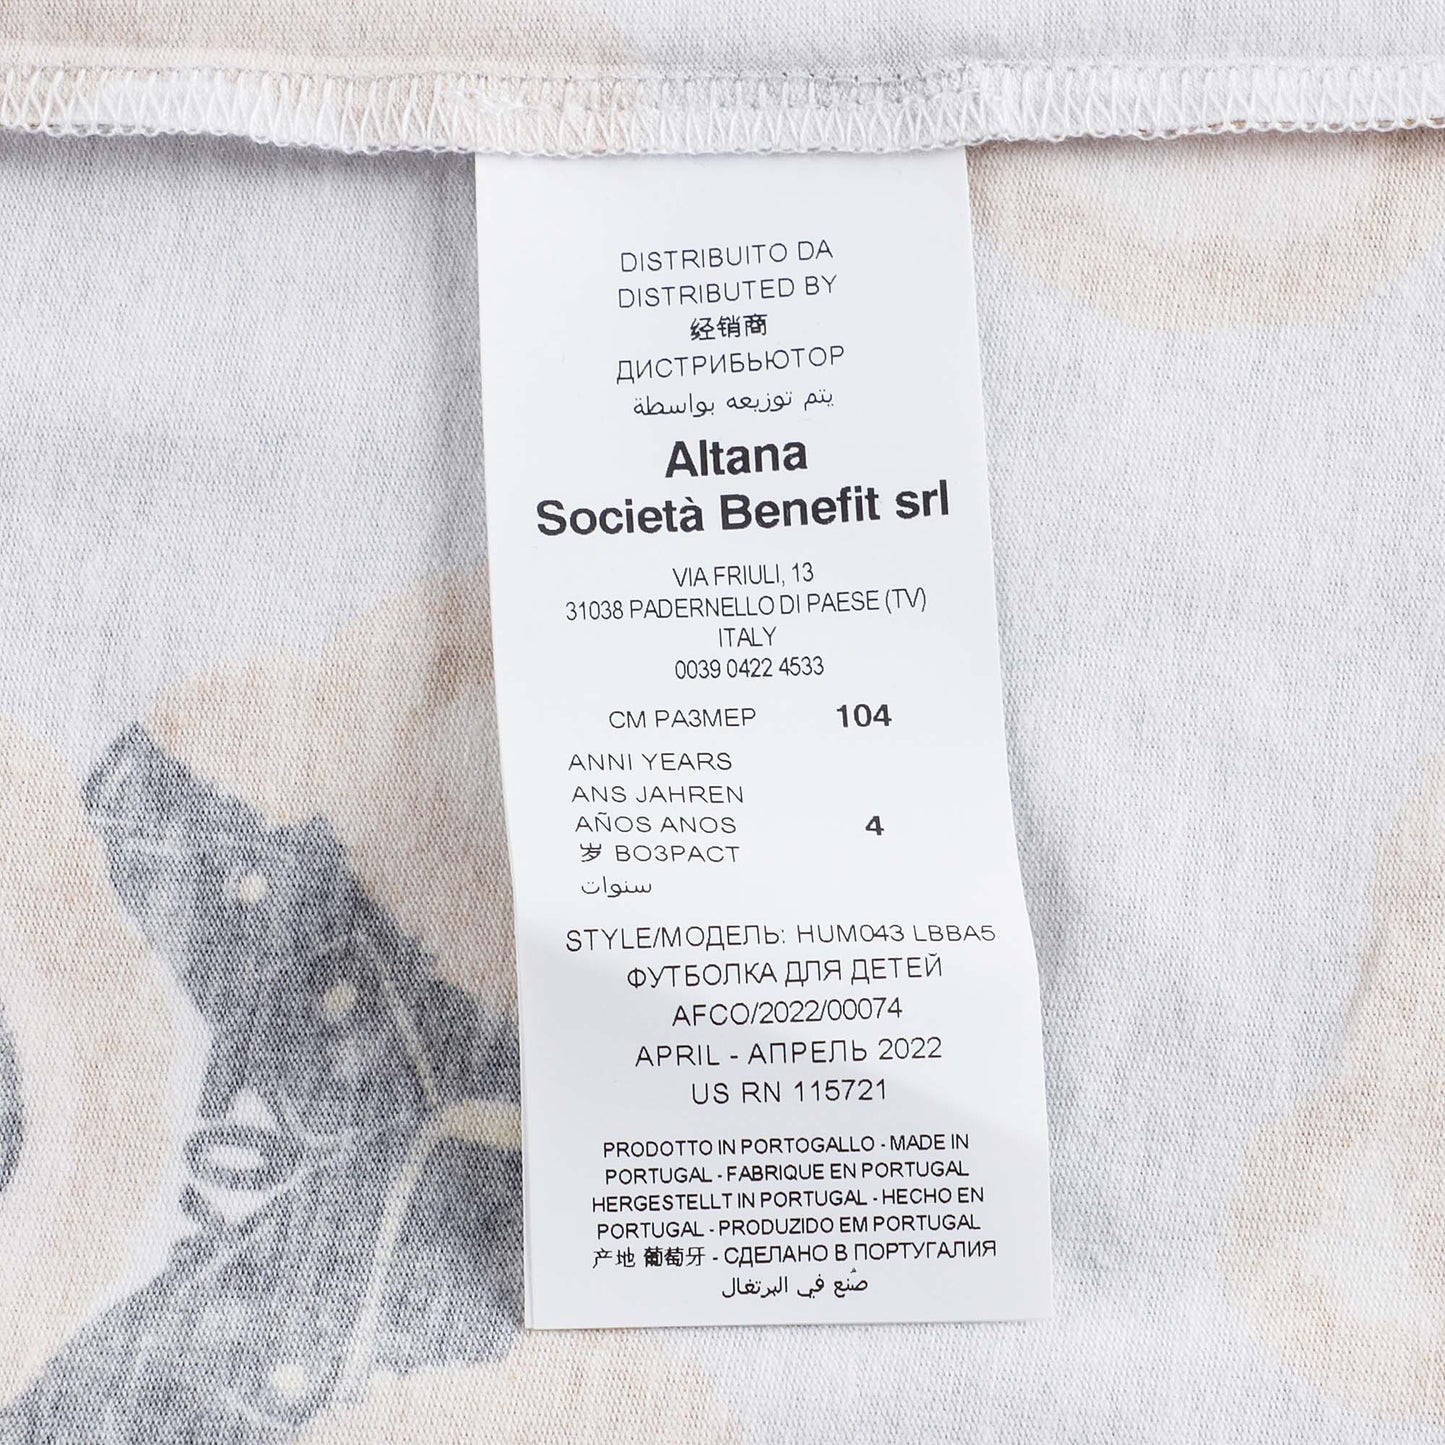 DISTRIBUITO DA
DISTRIBUTED BY
经销商
ДИСТРИБЬЮТОР
يتم توزيعه بواسطة
Altana
Società Benefit srl
VIA FRIULI, 13
31038 PADERNELLO DI PAESE (TV)
ITALY
0039 0422 4533
СМ РАЗМЕР 104
ANNI YEARS
ANS JAHREN
AÑOS ANOS 4
岁 ВОЗРАСТ
سنوات
STYLE/МОДЕЛЬ: HUM043 LBBA5
ФУТБОЛКА ДЛЯ ДЕТЕЙ
AFCO/2022/00074
APRIL - АПРЕЛЬ 2022
US RN 115721
PRODOTTO IN PORTOGALLO - MADE IN
PORTUGAL - FABRIQUE EN PORTUGAL
HERGESTELLT IN PORTUGAL - HECHO EN
PORTUGAL - PRODUZIDO EM PORTUGAL
产地 葡萄牙 - СДЕЛАНО В ПОРТУГАЛИЯ
صُنع في البرتغال